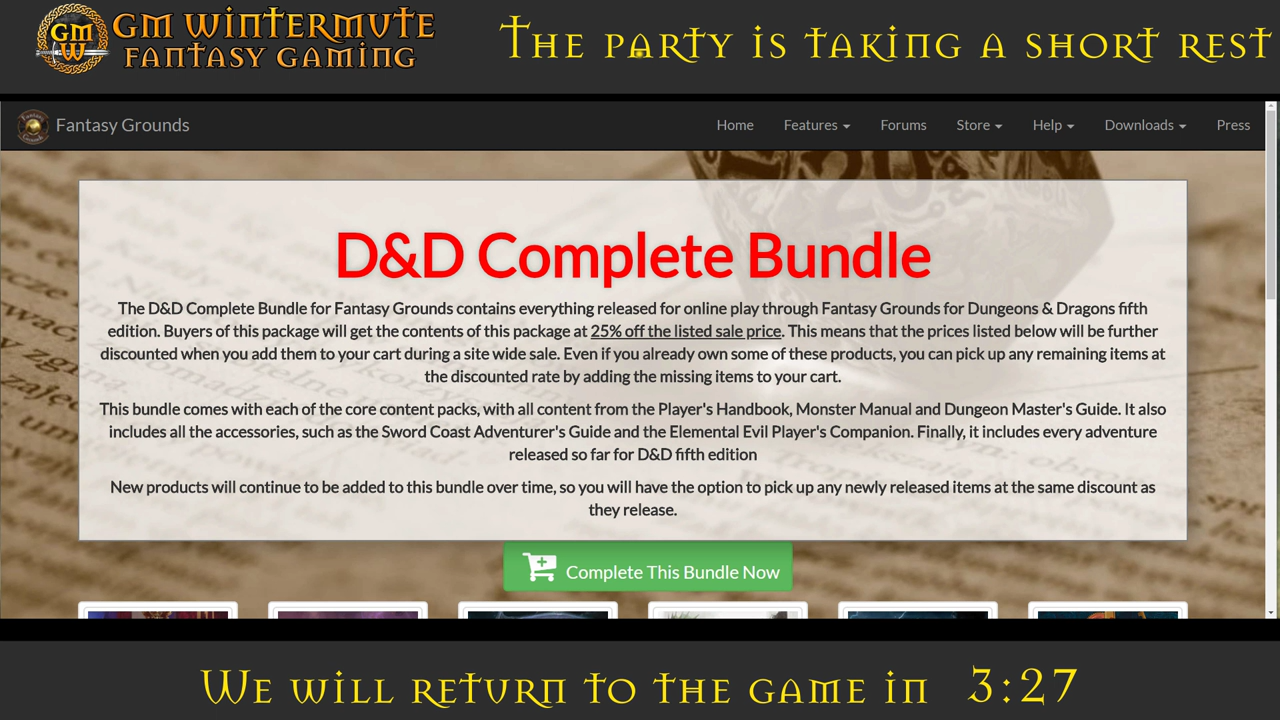 GM WINTERMUTE
FANTASY GAMING
GM
W
The party is taking a short rest
Fantasy Grounds
Home
Features
Forums
Store
Help
Downloads
Press
D&D Complete Bundle
The D&D Complete Bundle for Fantasy Grounds contains everything released for online play through Fantasy Grounds for Dungeons & Dragons fifth
edition. Buyers of this package will get the contents of this package at 25% off the listed sale price. This means that the prices listed below will be further
discounted when you add them to your cart during a site wide sale. Even if you already own some of these products, you can pick up any remaining items at
the discounted rate by adding the missing items to your cart.
This bundle comes with each of the core content packs, with all content from the Player's Handbook, Monster Manual and Dungeon Master's Guide. It also
includes all the accessories, such as the Sword Coast Adventurer's Guide and the Elemental Evil Player's Companion. Finally, it includes every adventure
released so far for D&D fifth edition
New products will continue to be added to this bundle over time, so you will have the option to pick up any newly released items at the same discount as
they release.
Complete This Bundle Now
We will return to the game in 3:27